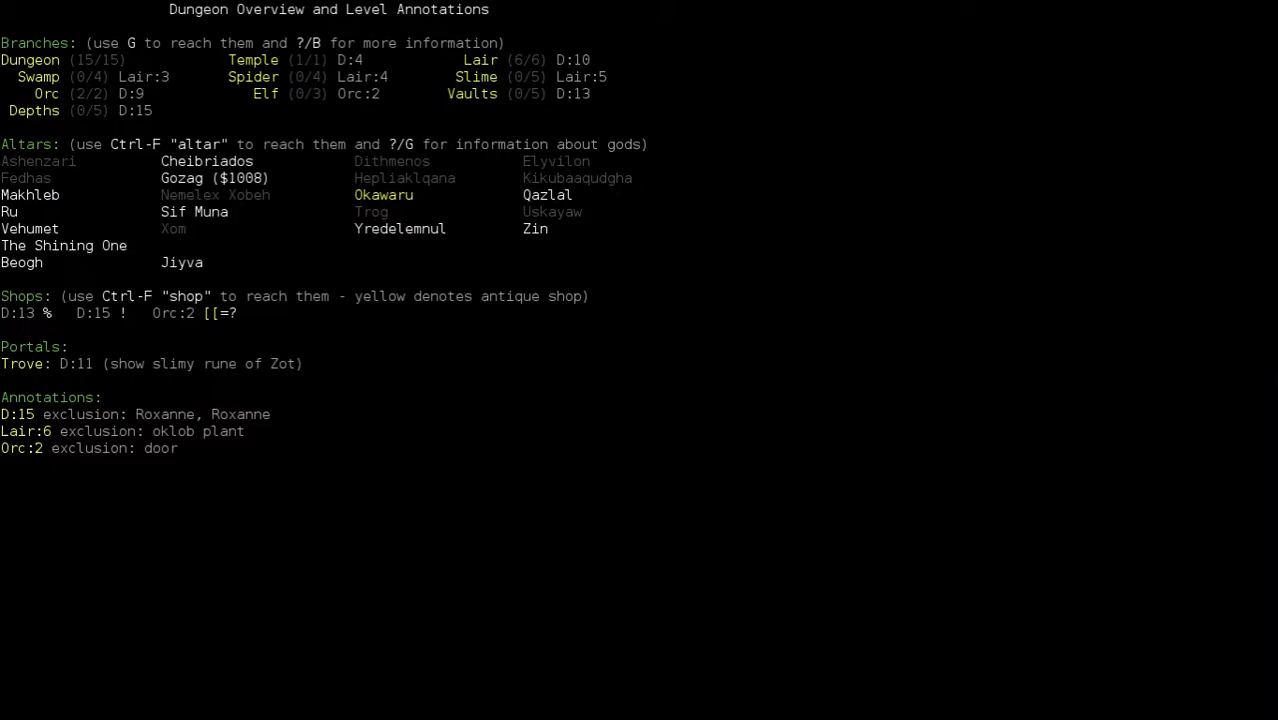 Dungeon Overview and Level Annotations
Branches: (use G to reach them and ?/B for more information)
Dungeon (15/15) Temple (1/1) D:4 Lair (6/6) D:10
Swamp (0/4) Lair:3 Spider (0/4) Lair:4 Slime (0/5) Lair:5
Orc (2/2) D:9 Elf (0/3) Orc:2 Vaults (0/5) D:13
Depths (0/5) D:15
Altars: (use Ctrl-F "altar" to reach them and ?/G for information about gods)
Ashenzari Cheibriados Dithmenos Elyvilon
Fedhas Gozag ($1008) Hepliaklqana Kikubaaqudgha
Makhleb Nemelex Xobeh Okawaru Qazlal
Ru Sif Muna Trog Uskayaw
Vehumet Xom Yredelemnul Zin
The Shining One
Beogh Jiyva
Shops: (use Ctrl-F "shop" to reach them - yellow denotes antique shop)
D:13 % D:15 ! Orc:2 [[=?
Portals:
Trove: D:11 (show slimy rune of Zot)
Annotations:
D:15 exclusion: Roxanne, Roxanne
Lair:6 exclusion: oklob plant
Orc:2 exclusion: door